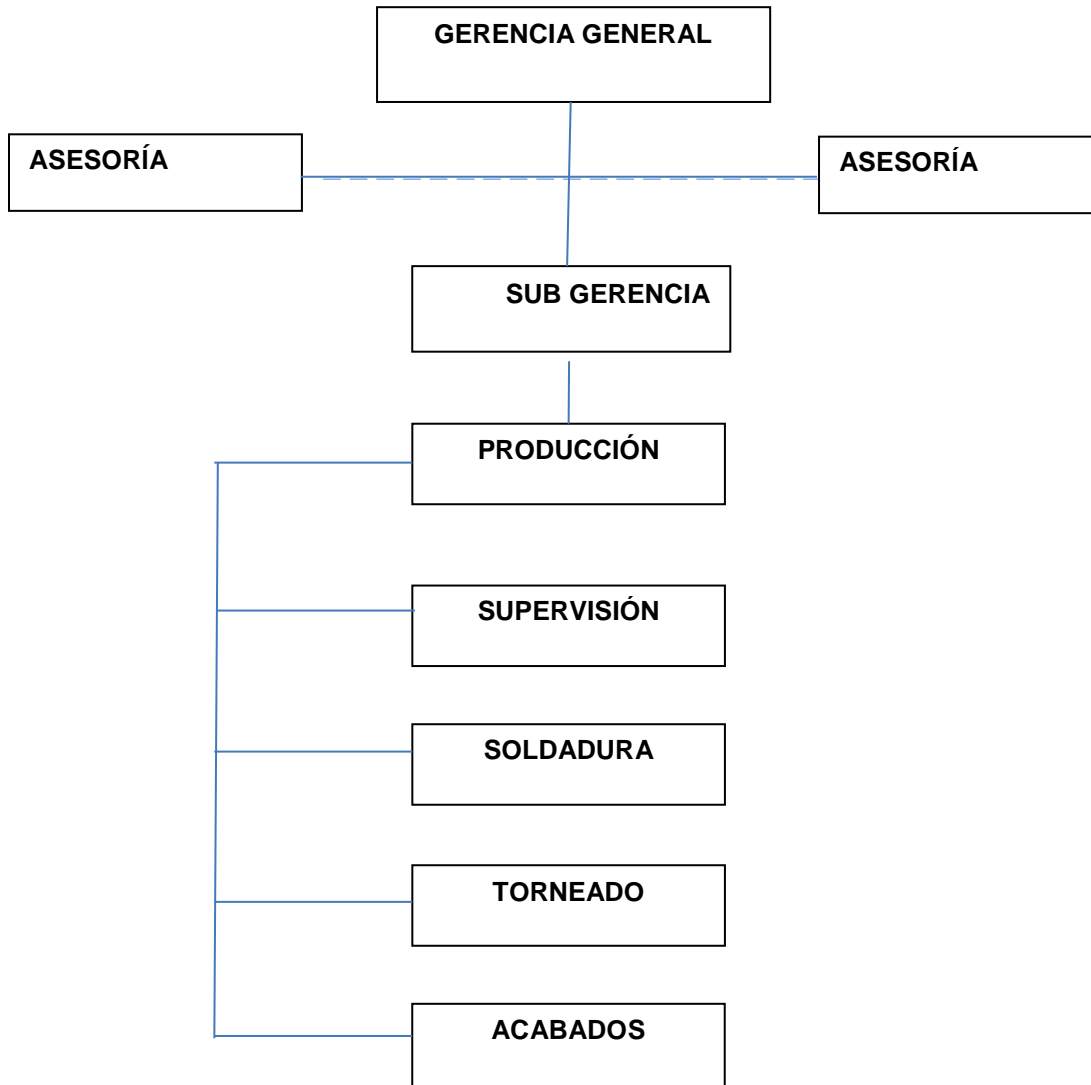 GERENCIA GENERAL
ASESORÍA
ASESORÍA
SUB GERENCIA
PRODUCCIÓN
SUPERVISIÓN
SOLDADURA
TORNEADO
ACABADOS